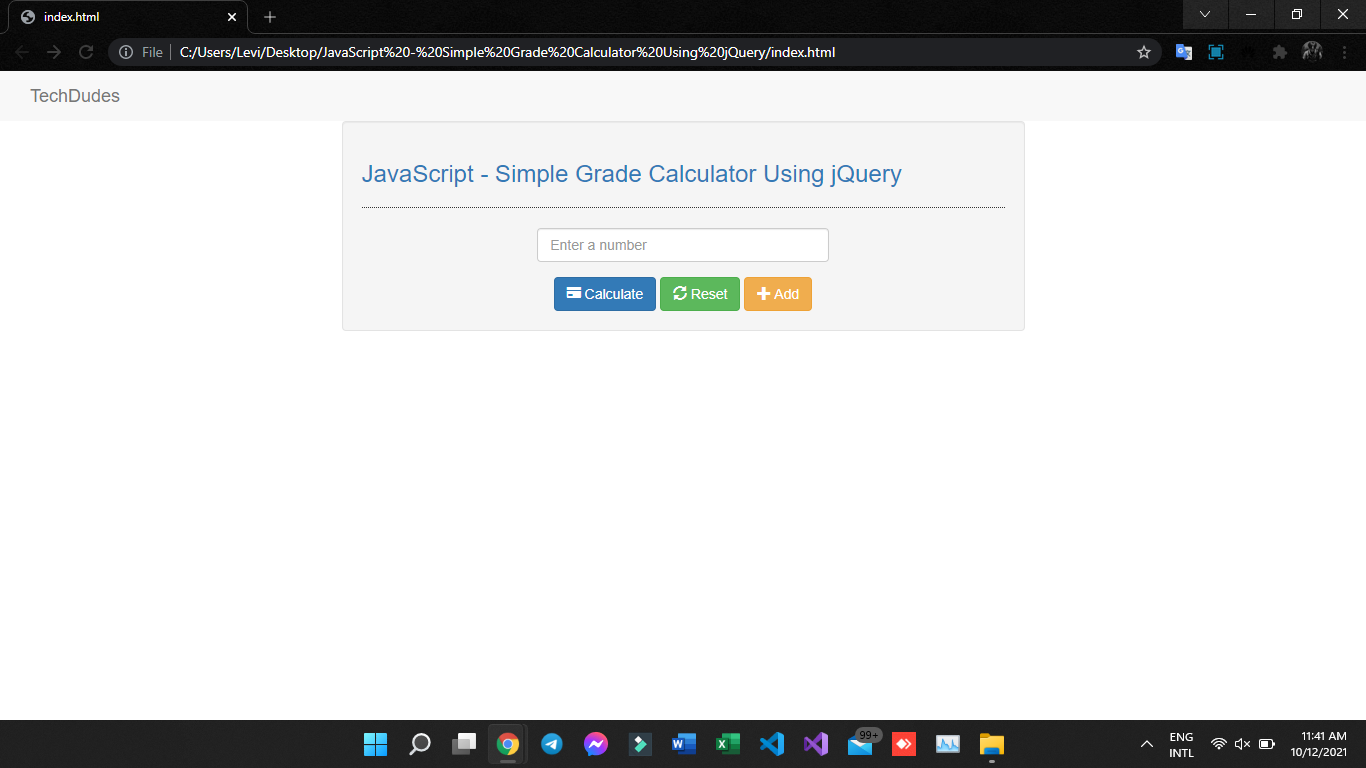 index.html
File
C:/Users/Levi/Desktop/JavaScript%20-%20Simple%20Grade%20Calculator%20Using%20jQuery/index.html
TechDudes
JavaScript - Simple Grade Calculator Using jQuery
Enter a number
Calculate Reset Add
99+
ENG
INTL
11:41 AM
10/12/2021